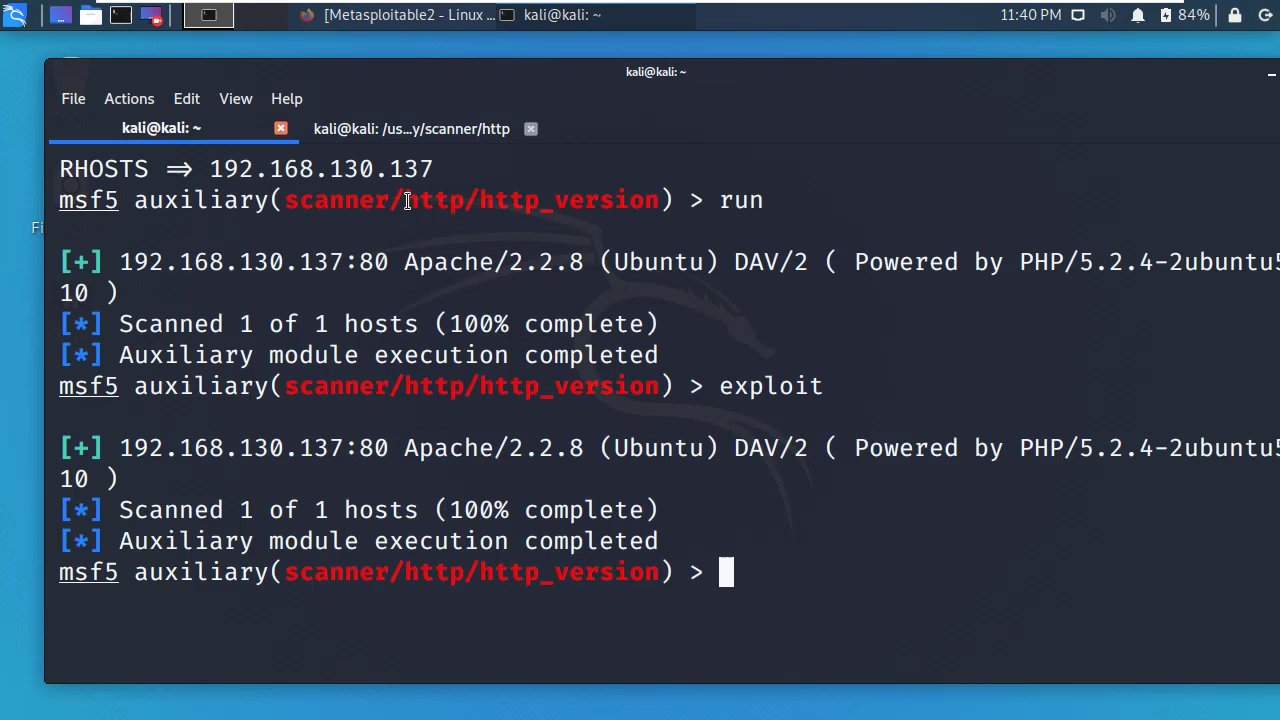 [Metasploitable2 - Linux ... kali@kali: ~ 11:40 PM 84%
kali@kali: ~
File Actions Edit View Help
kali@kali: ~ kali@kali: /us...y/scanner/http
RHOSTS ⇒ 192.168.130.137
msf5 auxiliary(scanner/http/http_version) > run
[+] 192.168.130.137:80 Apache/2.2.8 (Ubuntu) DAV/2 ( Powered by PHP/5.2.4-2ubuntu5
10 )
[*] Scanned 1 of 1 hosts (100% complete)
[*] Auxiliary module execution completed
msf5 auxiliary(scanner/http/http_version) > exploit
[+] 192.168.130.137:80 Apache/2.2.8 (Ubuntu) DAV/2 ( Powered by PHP/5.2.4-2ubuntu5
10 )
[*] Scanned 1 of 1 hosts (100% complete)
[*] Auxiliary module execution completed
msf5 auxiliary(scanner/http/http_version) >